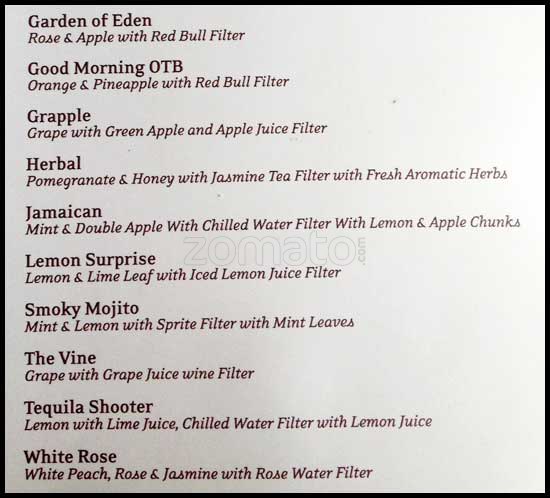 Garden of Eden
Rose & Apple with Red Bull Filter
Good Morning OTB
Orange & Pineapple with Red Bull Filter
Grapple
Grape with Green Apple and Apple Juice Filter
Herbal
Pomegranate & Honey with Jasmine Tea Filter with Fresh Aromatic Herbs
Jamaican
Mint & Double Apple With Chilled Water Filter With Lemon & Apple Chunks
zomato.com
Lemon Surprise
Lemon & Lime Leaf with Iced Lemon Juice Filter
Smoky Mojito
Mint & Lemon with Sprite Filter with Mint Leaves
The Vine
Grape with Grape Juice wine Filter
Tequila Shooter
Lemon with Lime Juice, Chilled Water Filter with Lemon Juice
White Rose
White Peach, Rose & Jasmine with Rose Water Filter